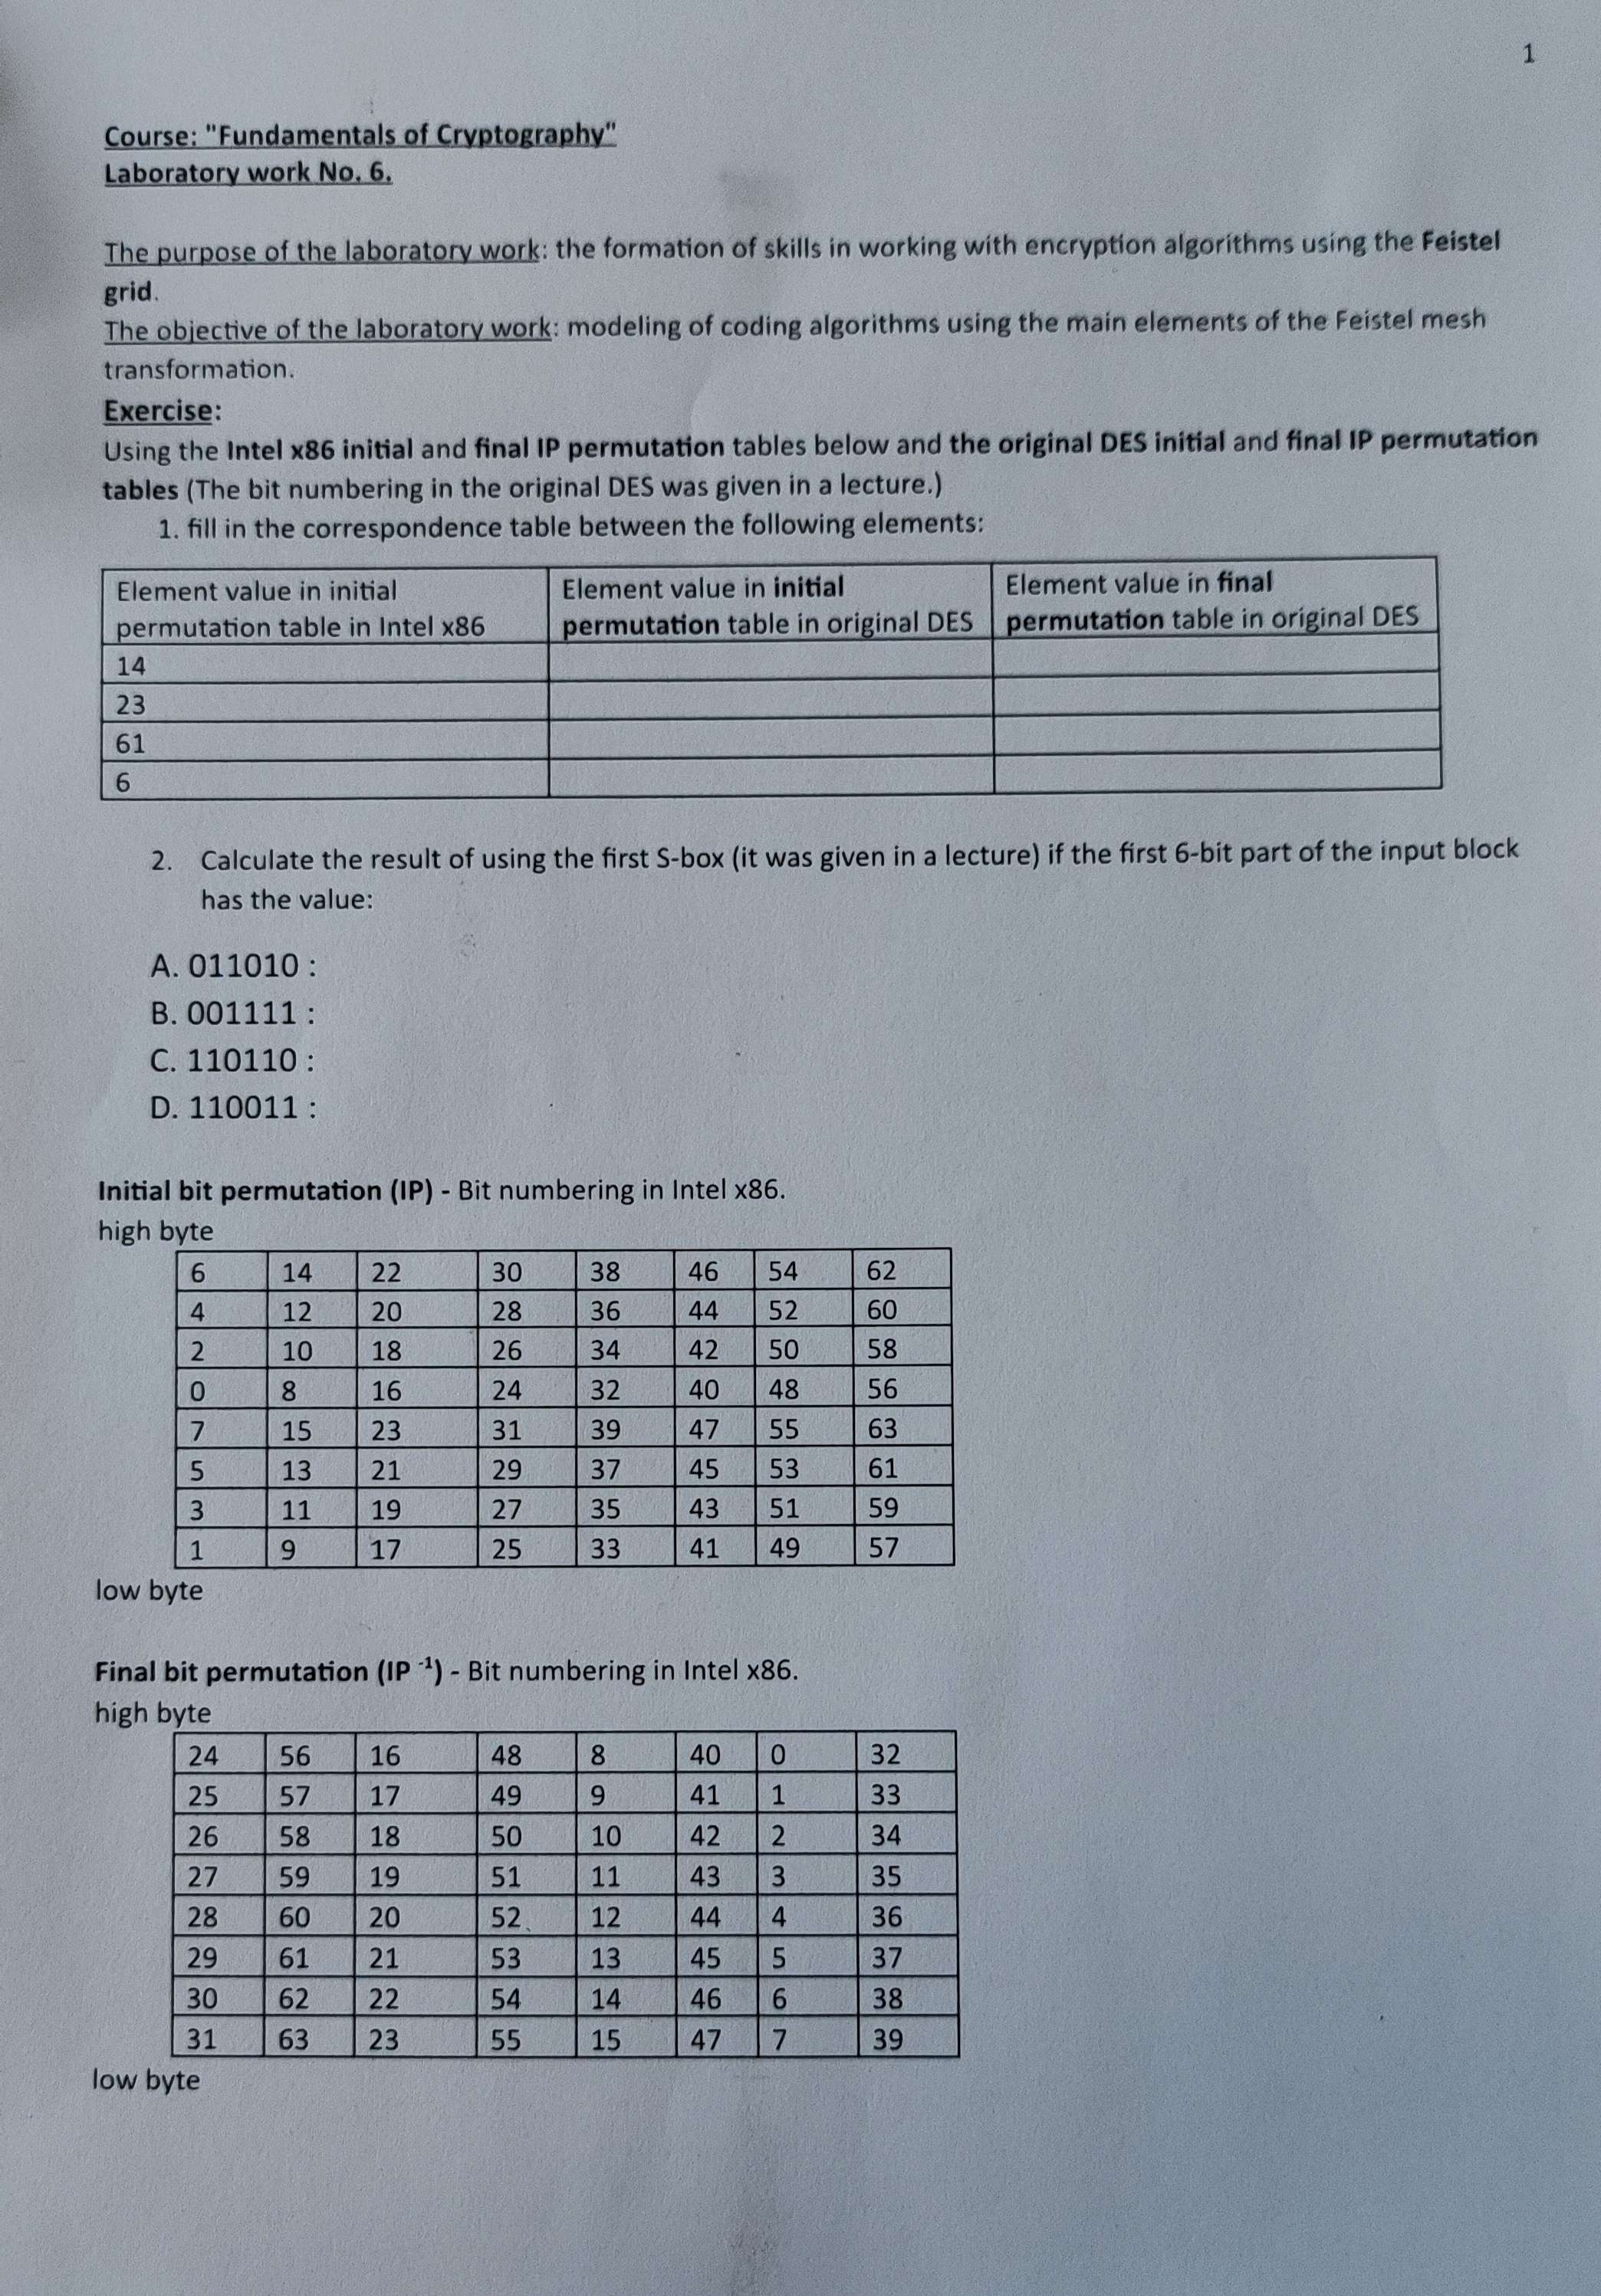 1
Course: "Fundamentals of Cryptography"
Laboratory work No. 6.
The purpose of the laboratory work: the formation of skills in working with encryption algorithms using the Feistel
grid.
The objective of the laboratory work: modeling of coding algorithms using the main elements of the Feistel mesh
transformation.
Exercise:
Using the Intel x86 initial and final IP permutation tables below and the original DES initial and final IP permutation
tables (The bit numbering in the original DES was given in a lecture.)
1. fill in the correspondence table between the following elements:
Element value in initial Element value in initial Element value in final
permutation table in Intel x86 permutation table in original DES permutation table in original DES
14
23
61
6
2. Calculate the result of using the first S-box (it was given in a lecture) if the first 6-bit part of the input block
has the value:
A. 011010 :
B. 001111 :
C. 110110 :
D. 110011 :
Initial bit permutation (IP) - Bit numbering in Intel x86.
high byte
6 14 22 30 38 46 54 62
4 12 20 28 36 44 52 60
2 10 18 26 34 42 50 58
0 8 16 24 32 40 48 56
7 15 23 31 39 47 55 63
5 13 21 29 37 45 53 61
3 11 19 27 35 43 51 59
1 9 17 25 33 41 49 57
low byte
Final bit permutation (IP ⁻¹) - Bit numbering in Intel x86.
high byte
24 56 16 48 8 40 0 32
25 57 17 49 9 41 1 33
26 58 18 50 10 42 2 34
27 59 19 51 11 43 3 35
28 60 20 52 12 44 4 36
29 61 21 53 13 45 5 37
30 62 22 54 14 46 6 38
31 63 23 55 15 47 7 39
low byte